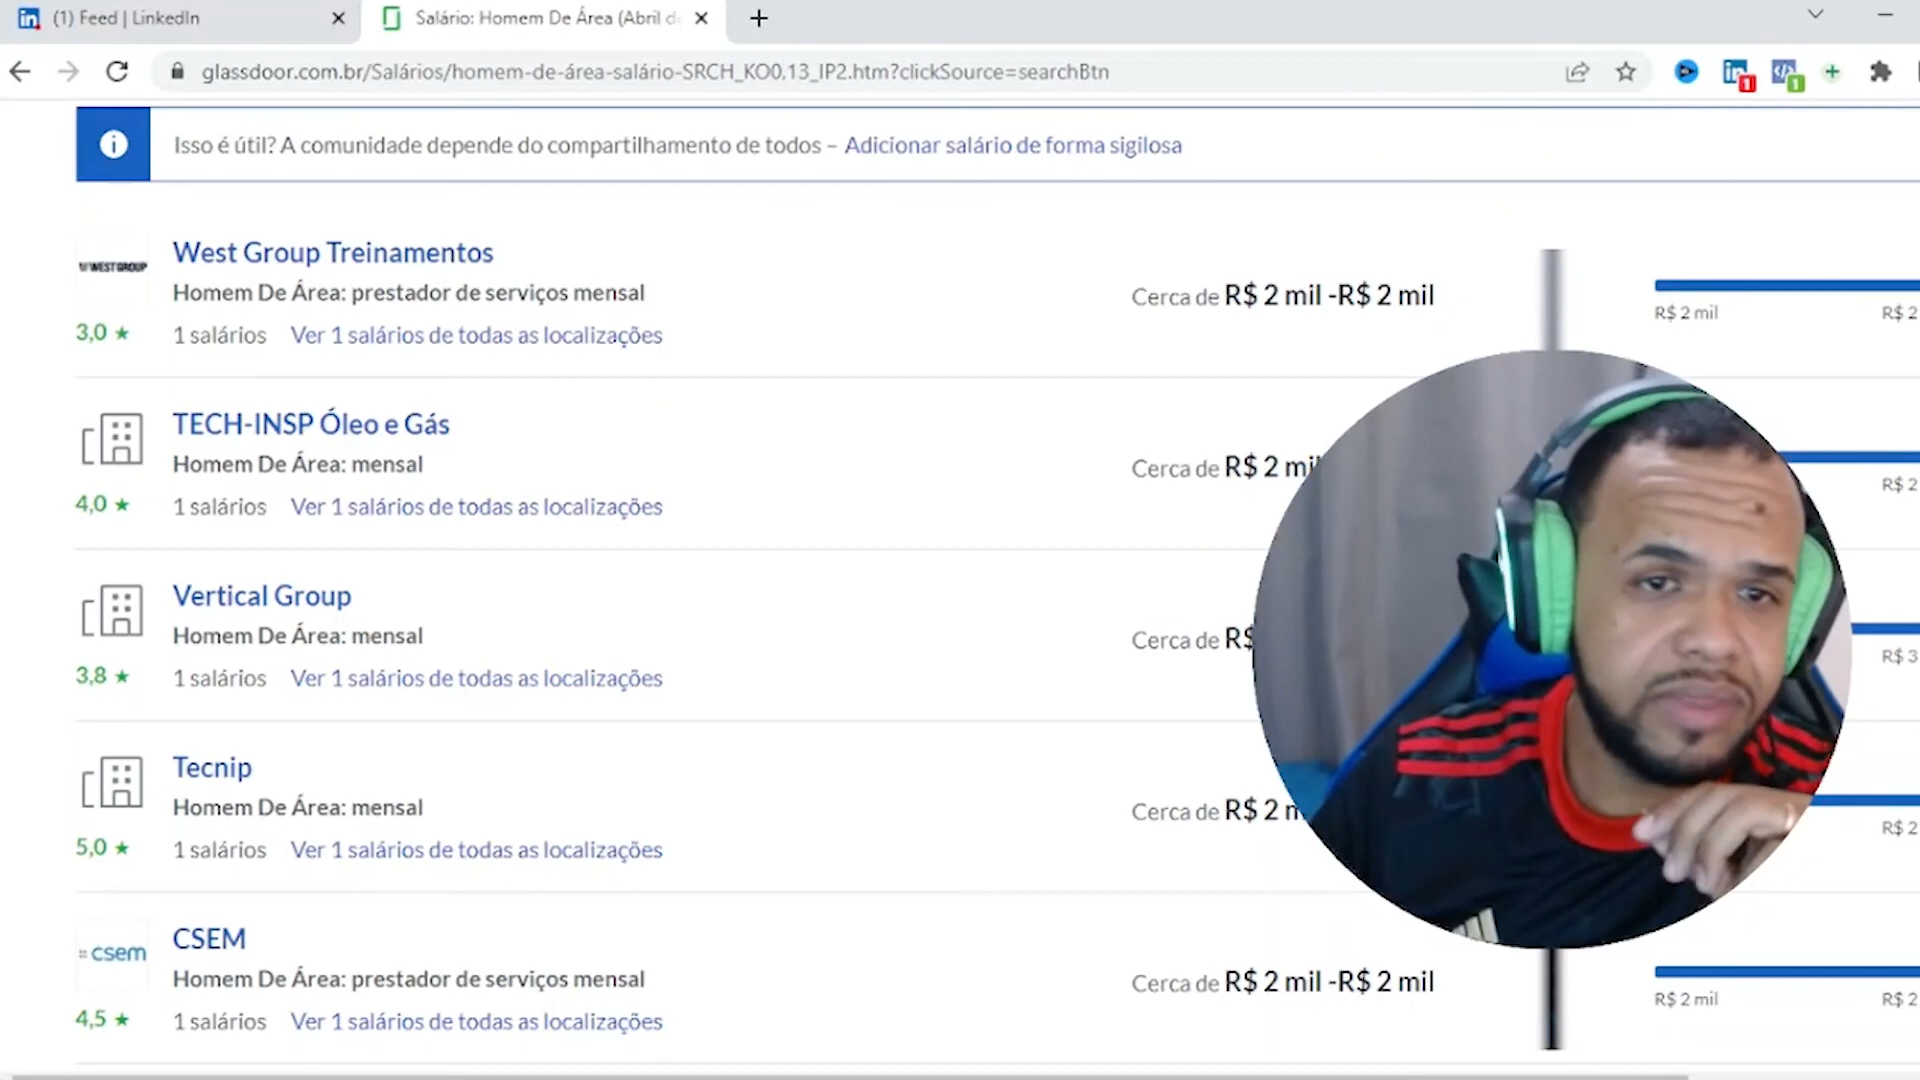 (1) Feed | LinkedIn
Salário: Homem De Área (Abril d
glassdoor.com.br/Salários/homem-de-área-salário-SRCH_KO0,13_IP2.htm?clickSource=searchBtn
1
1
Isso é útil? A comunidade depende do compartilhamento de todos – Adicionar salário de forma sigilosa
WEST GROUP
West Group Treinamentos
Homem De Área: prestador de serviços mensal
Cerca de R$ 2 mil -R$ 2 mil
R$ 2 mil
R$ 2
3,0 ★
1 salários Ver 1 salários de todas as localizações
TECH-INSP Óleo e Gás
Homem De Área: mensal
Cerca de R$ 2 mil
R$ 2
4,0 ★
1 salários Ver 1 salários de todas as localizações
Vertical Group
Homem De Área: mensal
Cerca de R$
R$ 3
3,8 ★
1 salários Ver 1 salários de todas as localizações
Tecnip
Homem De Área: mensal
Cerca de R$ 2
R$ 2
5,0 ★
1 salários Ver 1 salários de todas as localizações
csem
CSEM
Homem De Área: prestador de serviços mensal
Cerca de R$ 2 mil -R$ 2 mil
R$ 2 mil
R$ 2
4,5 ★
1 salários Ver 1 salários de todas as localizações